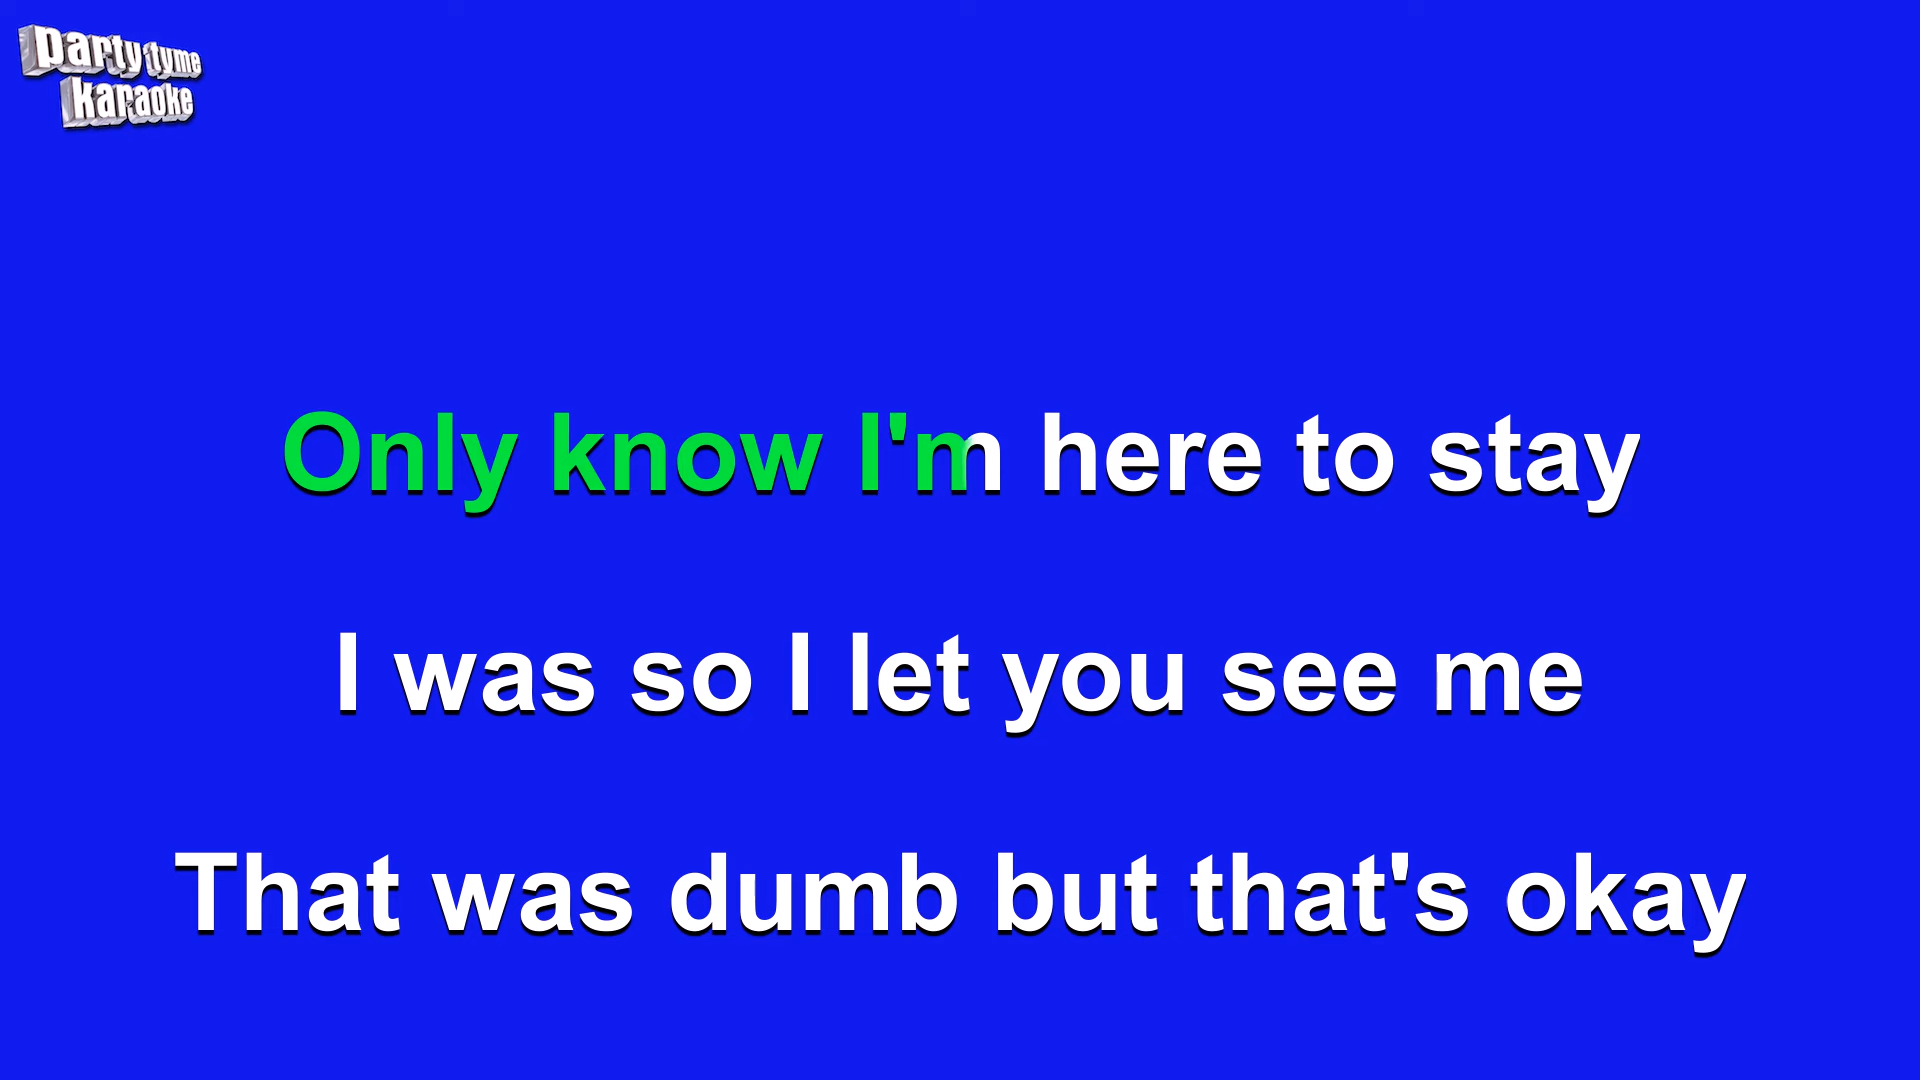 party tyme
karaoke
Only know I'm here to stay
I was so I let you see me
That was dumb but that's okay